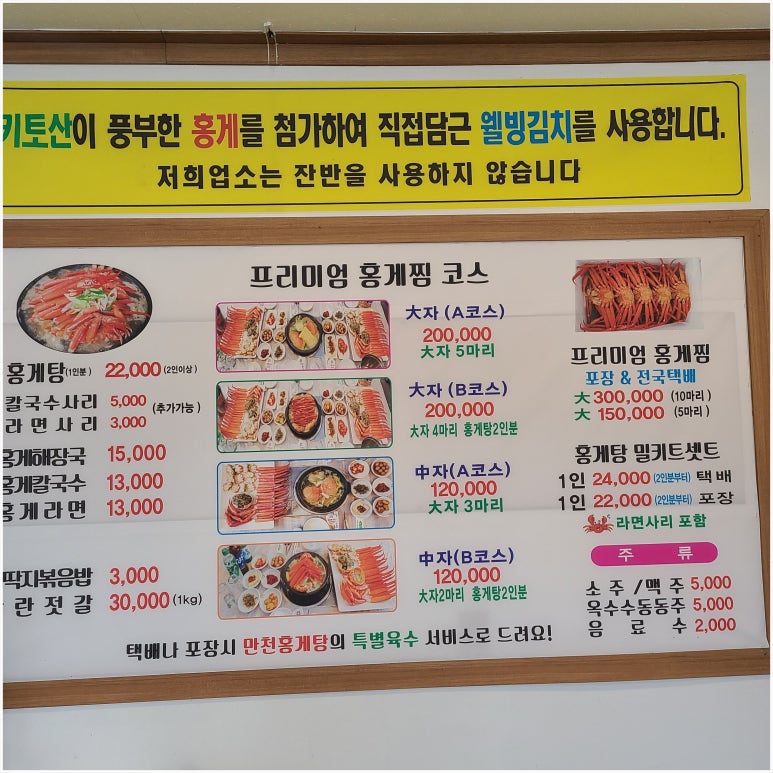 키토산이 풍부한 홍게를 첨가하여 직접담근 웰빙김치를 사용합니다.
저희업소는 잔반을 사용하지 않습니다
홍게탕(1인분) 22,000 (2인이상)
칼국수사리 5,000 (추가가능)
라면사리 3,000
홍게해장국 15,000
홍게칼국수 13,000
홍게라면 13,000
딱지볶음밥 3,000
란젓갈 30,000 (1kg)
프리미엄 홍게찜 코스
大자 (A코스)
200,000
大자 5마리
大자 (B코스)
200,000
大자 4마리 홍게탕2인분
中자(A코스)
120,000
大자 3마리
中자(B코스)
120,000
大자2마리 홍게탕2인분
프리미엄 홍게찜
포장 & 전국택배
大 300,000 (10마리)
大 150,000 (5마리)
홍게탕 밀키트셋트
1인 24,000 (2인분부터) 택배
1인 22,000 (2인분부터) 포장
라면사리 포함
주 류
소주/맥주 5,000
옥수수동동주 5,000
음료수 2,000
택배나 포장시 만천홍게탕의 특별육수 서비스로 드려요!